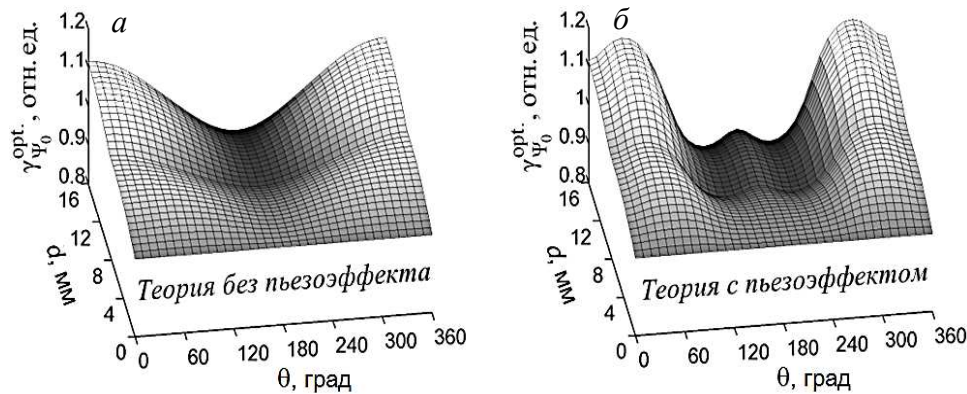 а
1.2
1.1
1
0.9
0.8
γ opt. Ψ0 , отн. ед.
16
12
8
4
0
ρ, мм
Теория без пьезоэффекта
0 60 120 180 240 300 360
θ, град
б
1.2
1.1
1
0.9
0.8
γ opt. Ψ0 , отн. ед.
16
12
8
4
0
ρ, мм
Теория с пьезоэффектом
0 60 120 180 240 300 360
θ, град